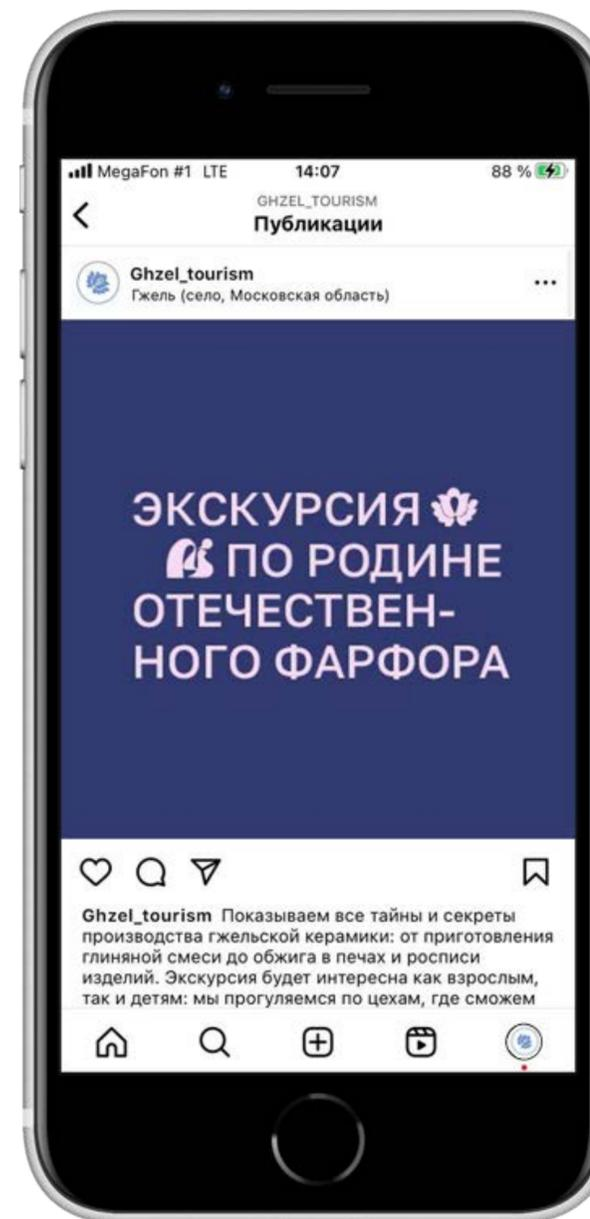 MegaFon #1 LTE 14:07 88 %
GHZEL_TOURISM
Публикации
Ghzel_tourism
Гжель (село, Московская область)
ЭКСКУРСИЯ
ПО РОДИНЕ
ОТЕЧЕСТВЕН-
НОГО ФАРФОРА
Ghzel_tourism Показываем все тайны и секреты
производства гжельской керамики: от приготовления
глиняной смеси до обжига в печах и росписи
изделий. Экскурсия будет интересна как взрослым,
так и детям: мы прогуляемся по цехам, где сможем